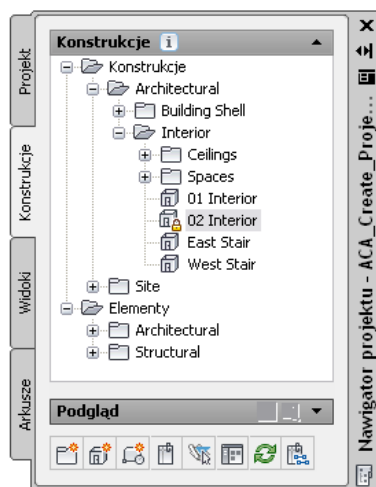 Konstrukcje
Konstrukcje
Architectural
Building Shell
Interior
Ceilings
Spaces
01 Interior
02 Interior
East Stair
West Stair
Site
Elementy
Architectural
Structural
Podgląd
Projekt
Konstrukcje
Widoki
Arkusze
Nawigator projektu - ACA_Create_Proje...